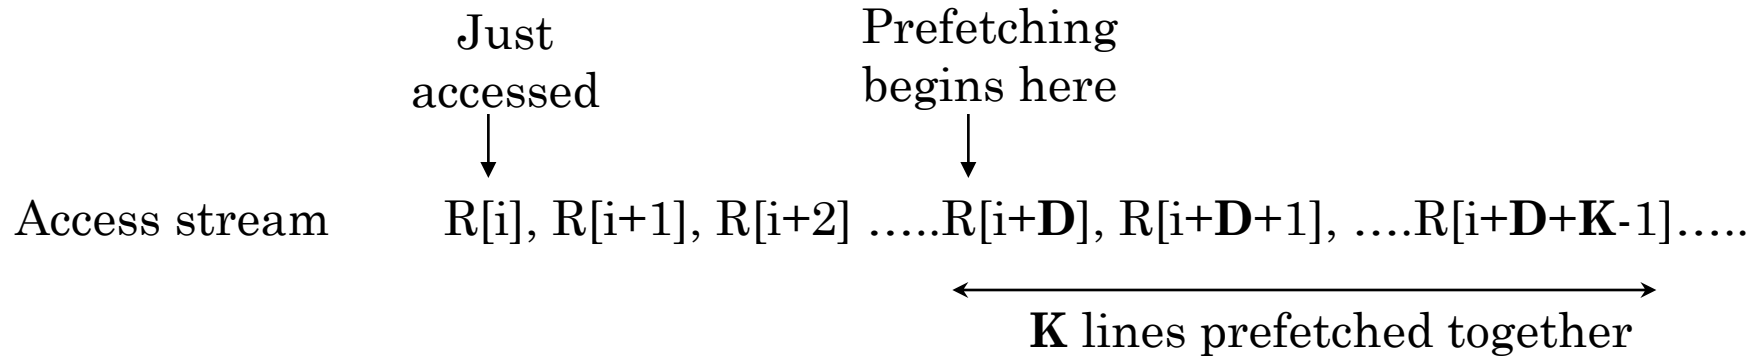 Just
accessed
Prefetching
begins here
Access stream
R[i], R[i+1], R[i+2] .....R[i+D], R[i+D+1], ....R[i+D+K-1].....
K lines prefetched together